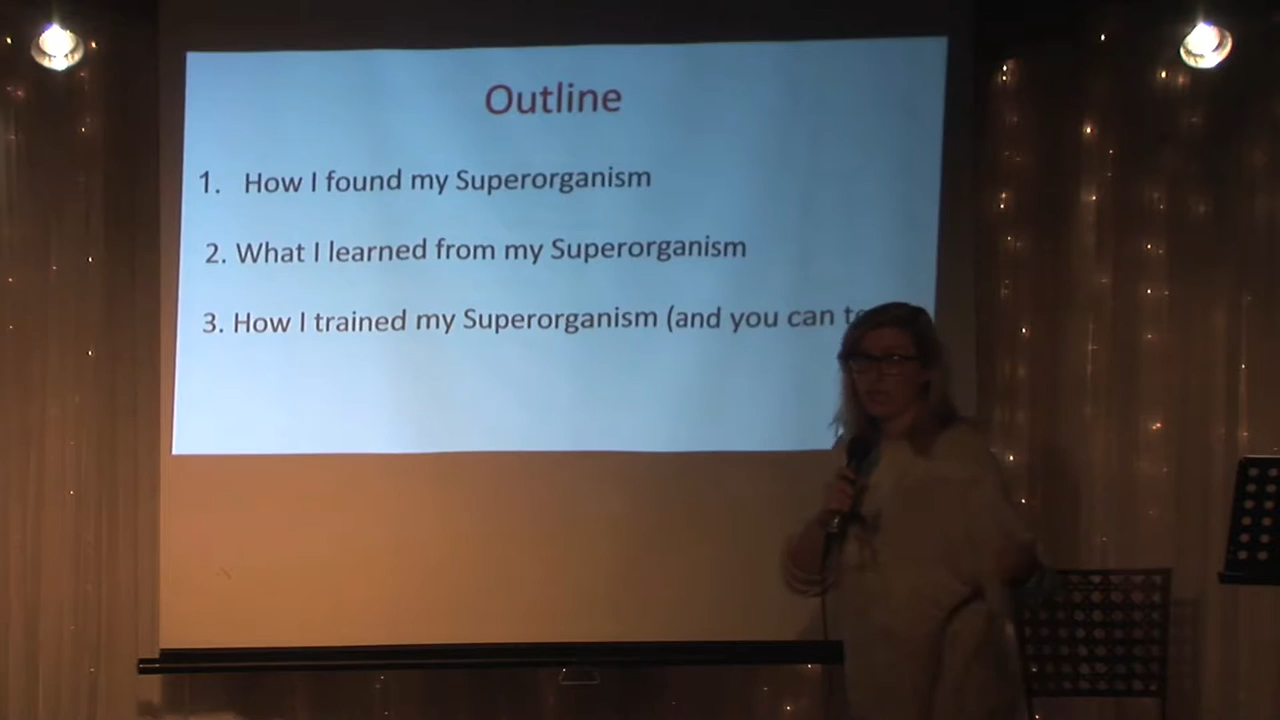 Outline
1. How I found my Superorganism
2. What I learned from my Superorganism
3. How I trained my Superorganism (and you can